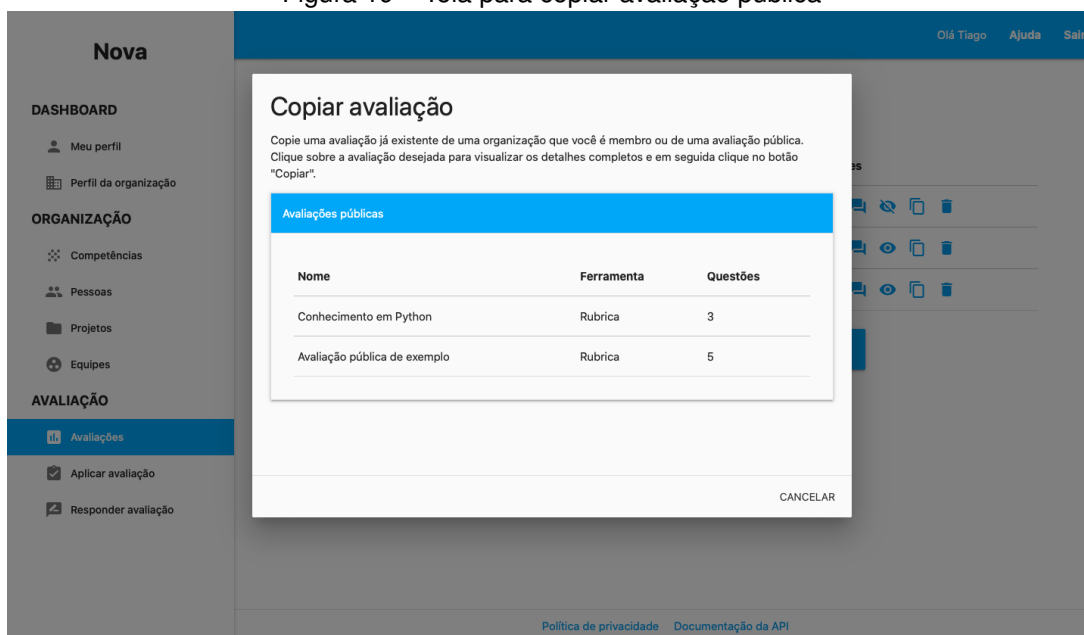 Nova
Olá Tiago Ajuda Sair
DASHBOARD
Meu perfil
Perfil da organização
ORGANIZAÇÃO
Competências
Pessoas
Projetos
Equipes
AVALIAÇÃO
Avaliações
Aplicar avaliação
Responder avaliação
Copiar avaliação
Copie uma avaliação já existente de uma organização que você é membro ou de uma avaliação pública.
Clique sobre a avaliação desejada para visualizar os detalhes completos e em seguida clique no botão
"Copiar".
Avaliações públicas
Nome Ferramenta Questões
Conhecimento em Python Rubrica 3
Avaliação pública de exemplo Rubrica 5
CANCELAR
Política de privacidade Documentação da API